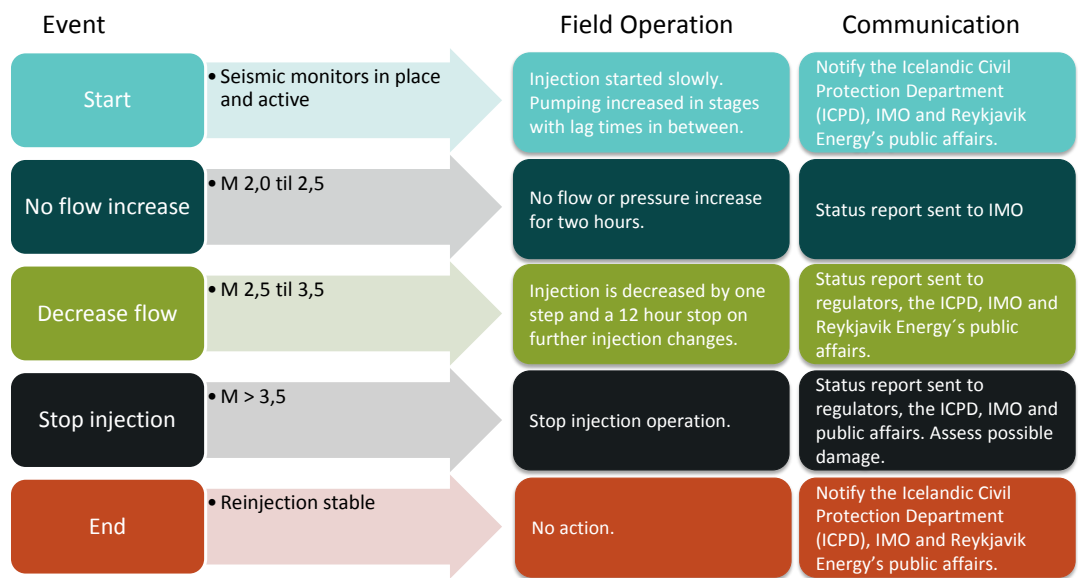 Event
Field Operation
Communication
Start
• Seismic monitors in place
and active
Injection started slowly.
Pumping increased in stages
with lag times in between.
Notify the Icelandic Civil
Protection Department
(ICPD), IMO and Reykjavik
Energy's public affairs.
No flow increase
• M 2,0 til 2,5
No flow or pressure increase
for two hours.
Status report sent to IMO
Decrease flow
• M 2,5 til 3,5
Injection is decreased by one
step and a 12 hour stop on
further injection changes.
Status report sent to
regulators, the ICPD, IMO and
Reykjavik Energy´s public
affairs.
Stop injection
• M > 3,5
Stop injection operation.
Status report sent to
regulators, the ICPD, IMO and
public affairs. Assess possible
damage.
End
• Reinjection stable
No action.
Notify the Icelandic Civil
Protection Department
(ICPD), IMO and Reykjavik
Energy's public affairs.